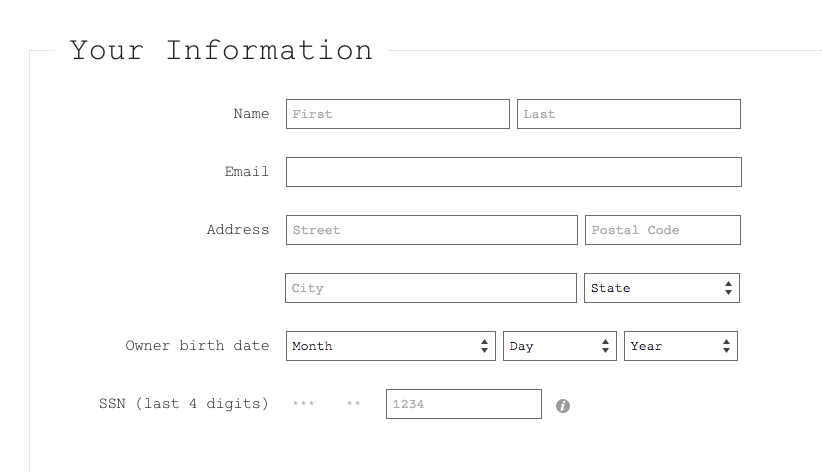 Your Information
Name First Last
Email
Address Street Postal Code
City State
Owner birth date Month Day Year
SSN (last 4 digits) *** ** 1234 i